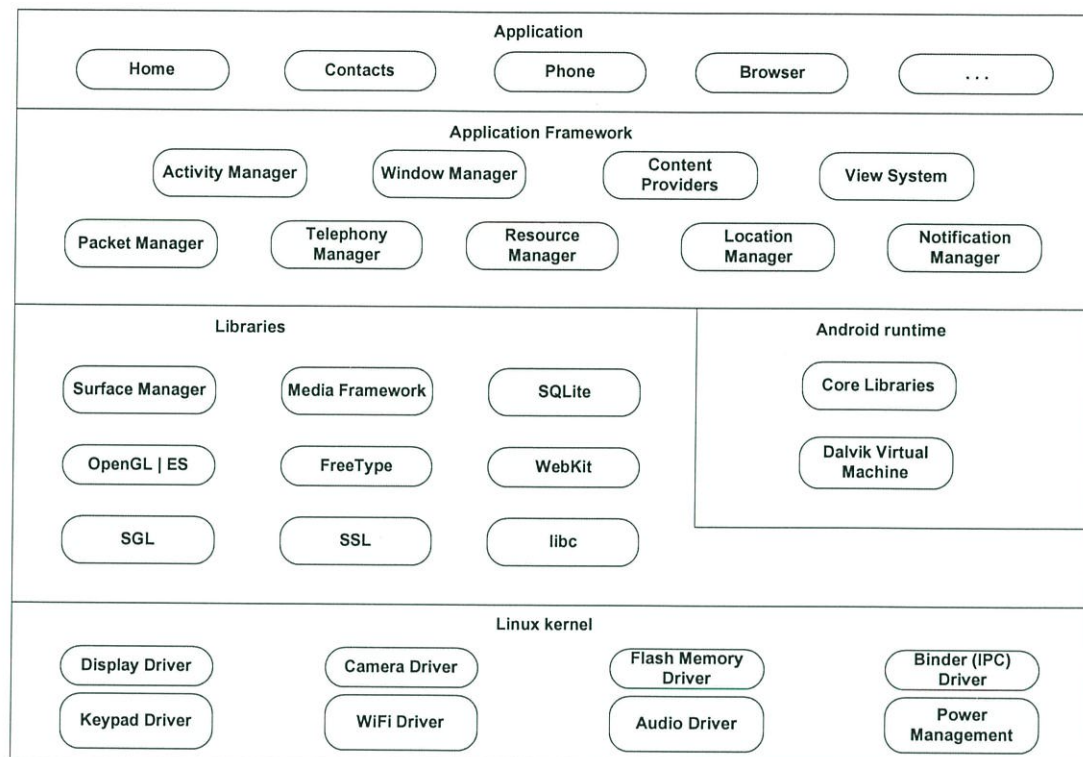 Application
Home
Contacts
Phone
Browser
...
Application Framework
Activity Manager
Window Manager
Content
Providers
View System
Packet Manager
Telephony
Manager
Resource
Manager
Location
Manager
Notification
Manager
Libraries
Surface Manager
Media Framework
SQLite
OpenGL | ES
FreeType
WebKit
SGL
SSL
libc
Android runtime
Core Libraries
Dalvik Virtual
Machine
Linux kernel
Display Driver
Camera Driver
Flash Memory
Driver
Binder (IPC)
Driver
Keypad Driver
WiFi Driver
Audio Driver
Power
Management